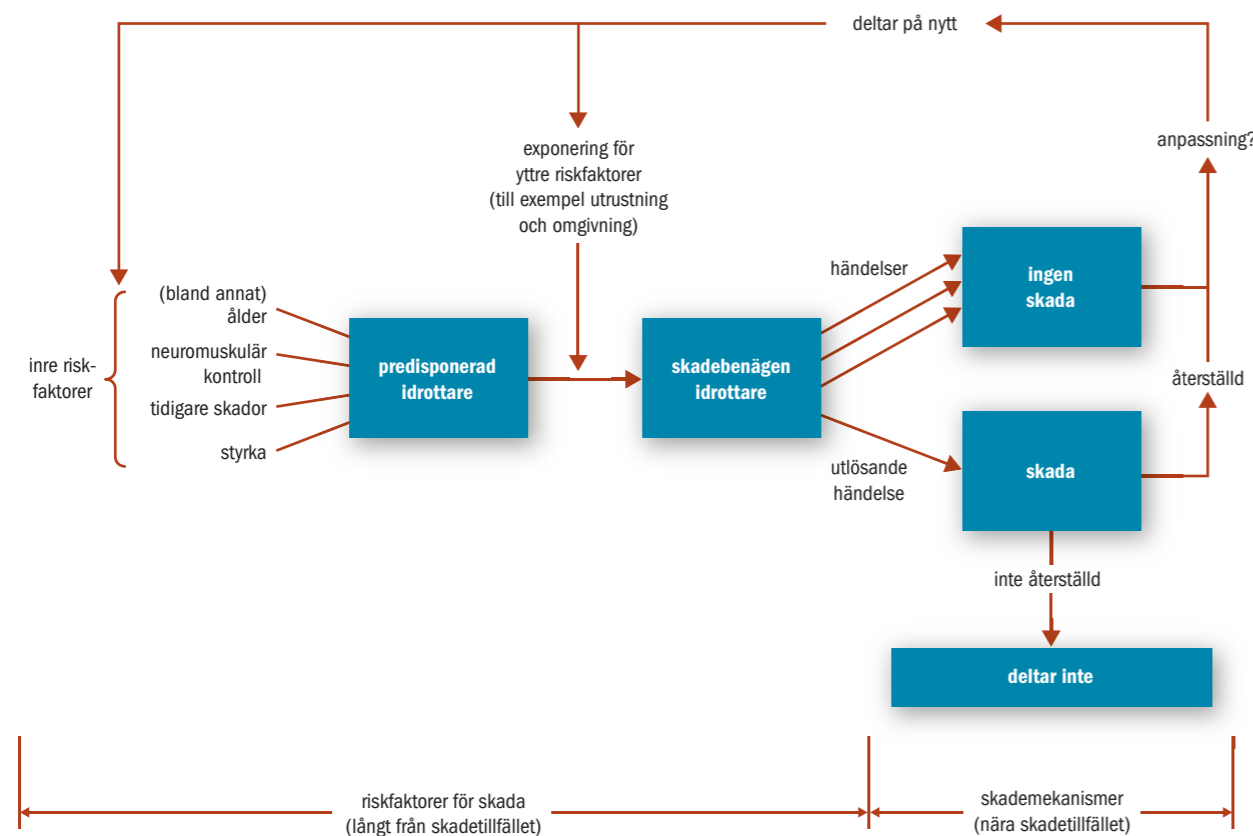 deltar på nytt
anpassning?
exponering för
yttre riskfaktorer
(till exempel utrustning
och omgivning)
händelser
ingen
skada
(bland annat)
ålder
neuromuskulär
kontroll
tidigare skador
styrka
inre risk-
faktorer
predisponerad
idrottare
skadebenägen
idrottare
återställd
utlösande
händelse
skada
inte återställd
deltar inte
riskfaktorer för skada
(långt från skadetillfället)
skademekanismer
(nära skadetillfället)